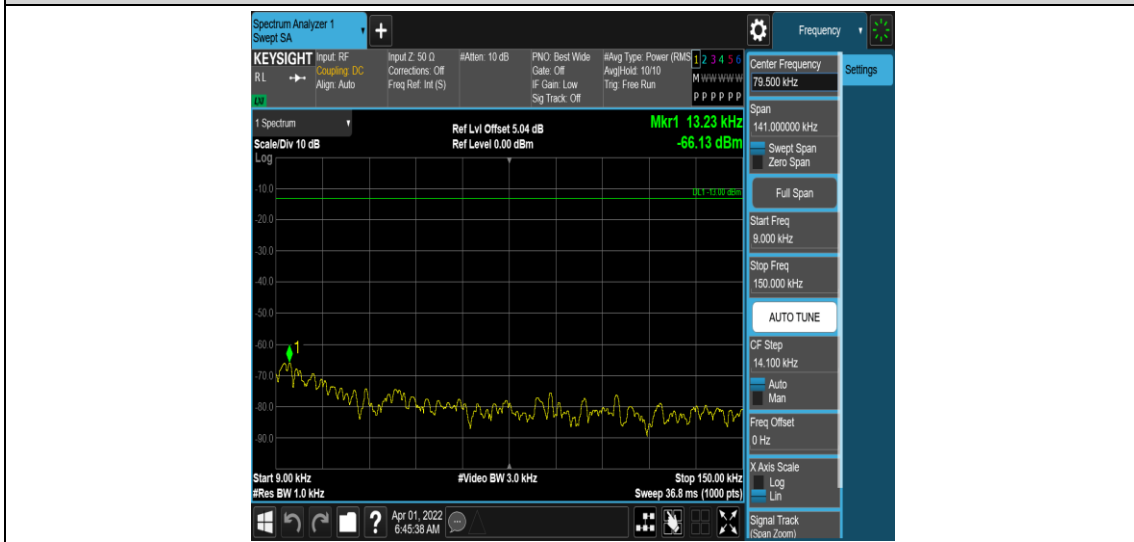 Spectrum Analyzer 1
Swept SA
+
Frequency
KEYSIGHT
RL
LXI
Input: RF
Coupling: DC
Align: Auto
Input Z: 50 Ω
Corrections: Off
Freq Ref: Int (S)
#Atten: 10 dB
PNO: Best Wide
Gate: Off
IF Gain: Low
Sig Track: Off
#Avg Type: Power (RMS
Avg|Hold: 10/10
Trig: Free Run
1 2 3 4 5 6
M W W W W W
P P P P P P
Center Frequency
79.500 kHz
Settings
Span
141.000000 kHz
Swept Span
Zero Span
Full Span
Start Freq
9.000 kHz
Stop Freq
150.000 kHz
AUTO TUNE
CF Step
14.100 kHz
Auto
Man
Freq Offset
0 Hz
X Axis Scale
Log
Lin
Signal Track
(Span Zoom)
1 Spectrum
Scale/Div 10 dB
Log
Ref Lvl Offset 5.04 dB
Ref Level 0.00 dBm
Mkr1 13.23 kHz
-66.13 dBm
DL1 -13.00 dBm
-10.0
-20.0
-30.0
-40.0
-50.0
-60.0
1
-70.0
-80.0
-90.0
Start 9.00 kHz
#Video BW 3.0 kHz
Stop 150.00 kHz
#Res BW 1.0 kHz
Sweep 36.8 ms (1000 pts)
?
Apr 01, 2022
6:45:38 AM